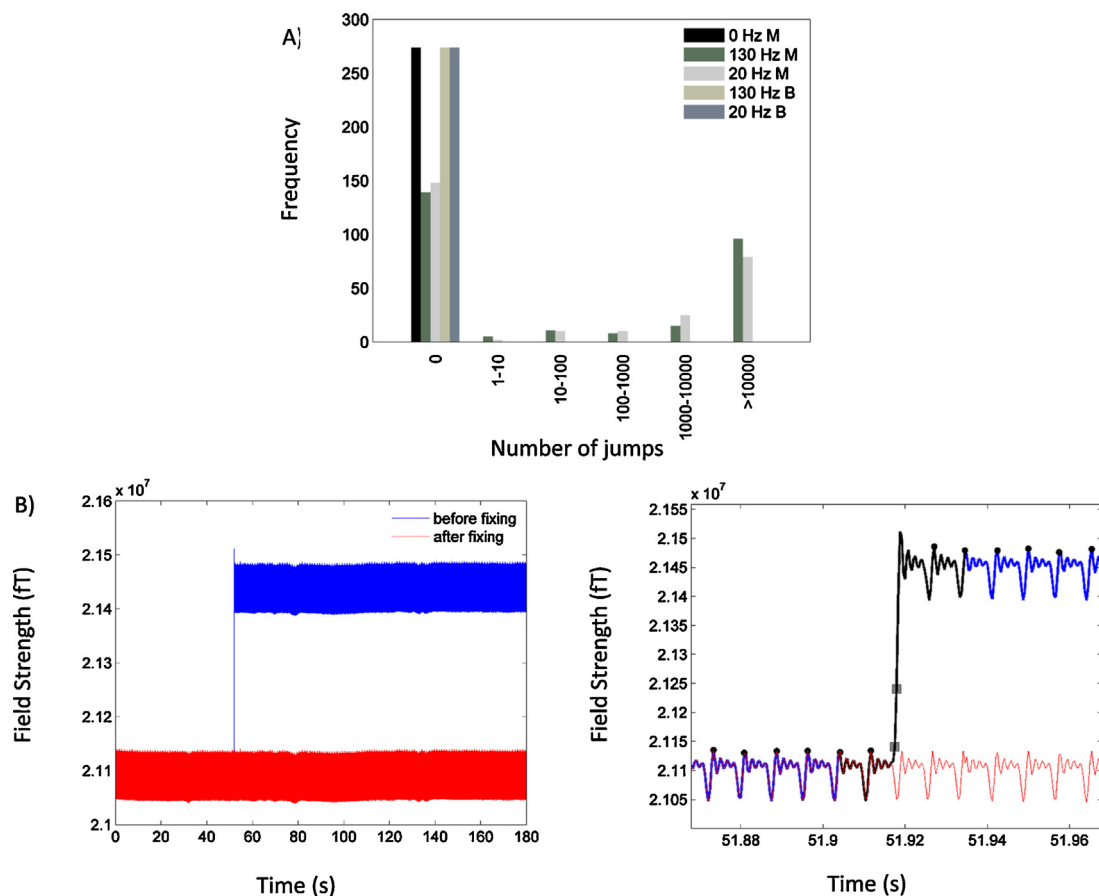 A)
300
250
200
150
100
50
0
Frequency
0 Hz M
130 Hz M
20 Hz M
130 Hz B
20 Hz B
0
1-10
10-100
100-1000
1000-10000
>10000
Number of jumps
B)
x 10^7
2.16
2.15
2.14
2.13
2.12
2.11
2.1
Field Strength (fT)
before fixing
after fixing
0 20 40 60 80 100 120 140 160 180
Time (s)
x 10^7
2.155
2.15
2.145
2.14
2.135
2.13
2.125
2.12
2.115
2.11
2.105
Field Strength (fT)
51.88 51.9 51.92 51.94 51.96
Time (s)